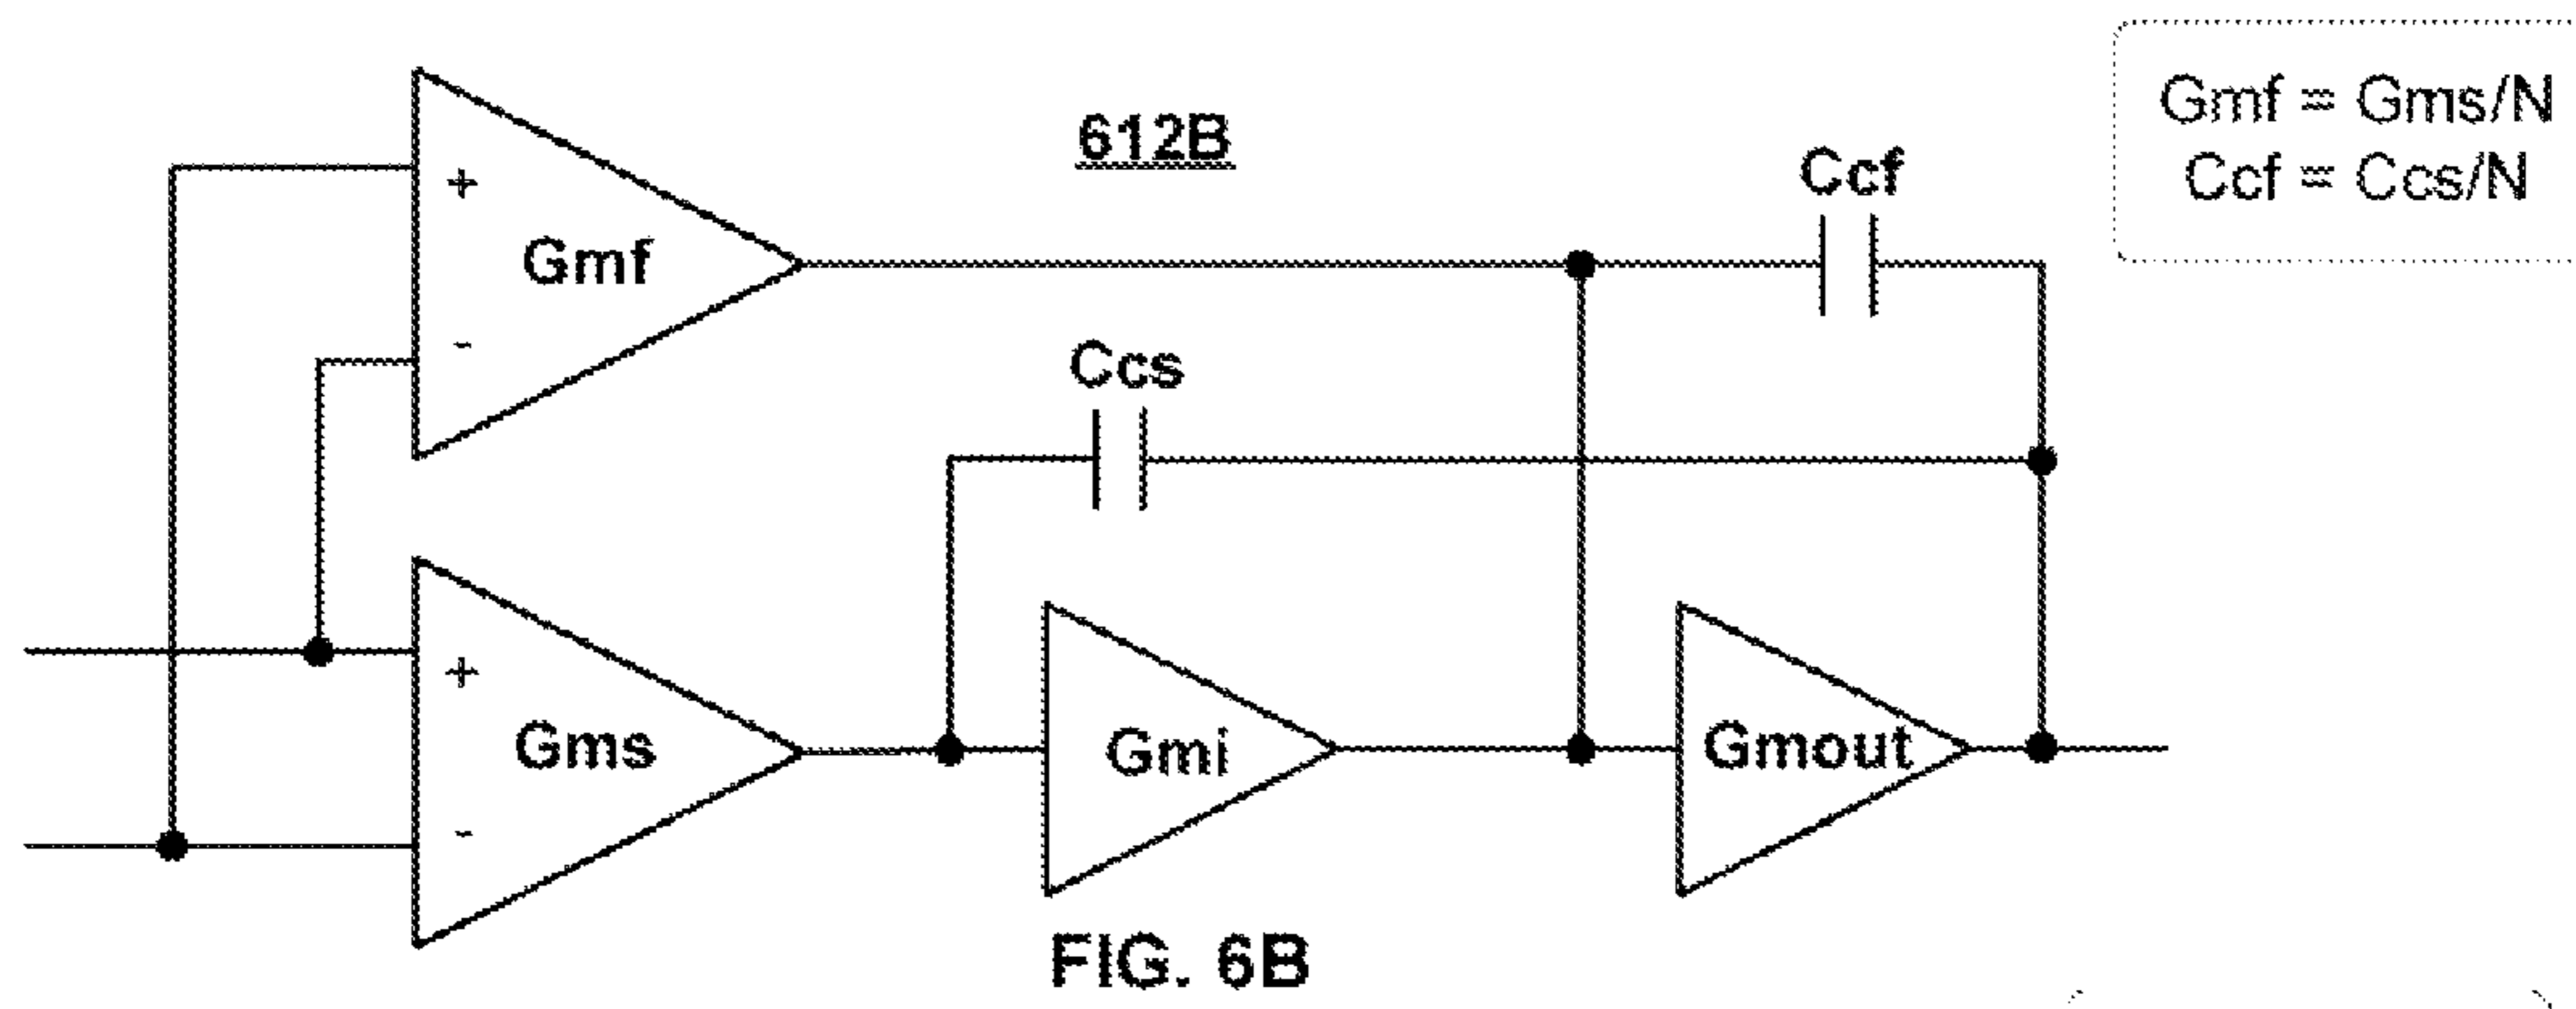 612B
Gmf = Gms/N
Ccf = Ccs/N
Ccf
+
Gmf
-
Ccs
+
Gms
-
Gmi
Gmout
FIG. 6B